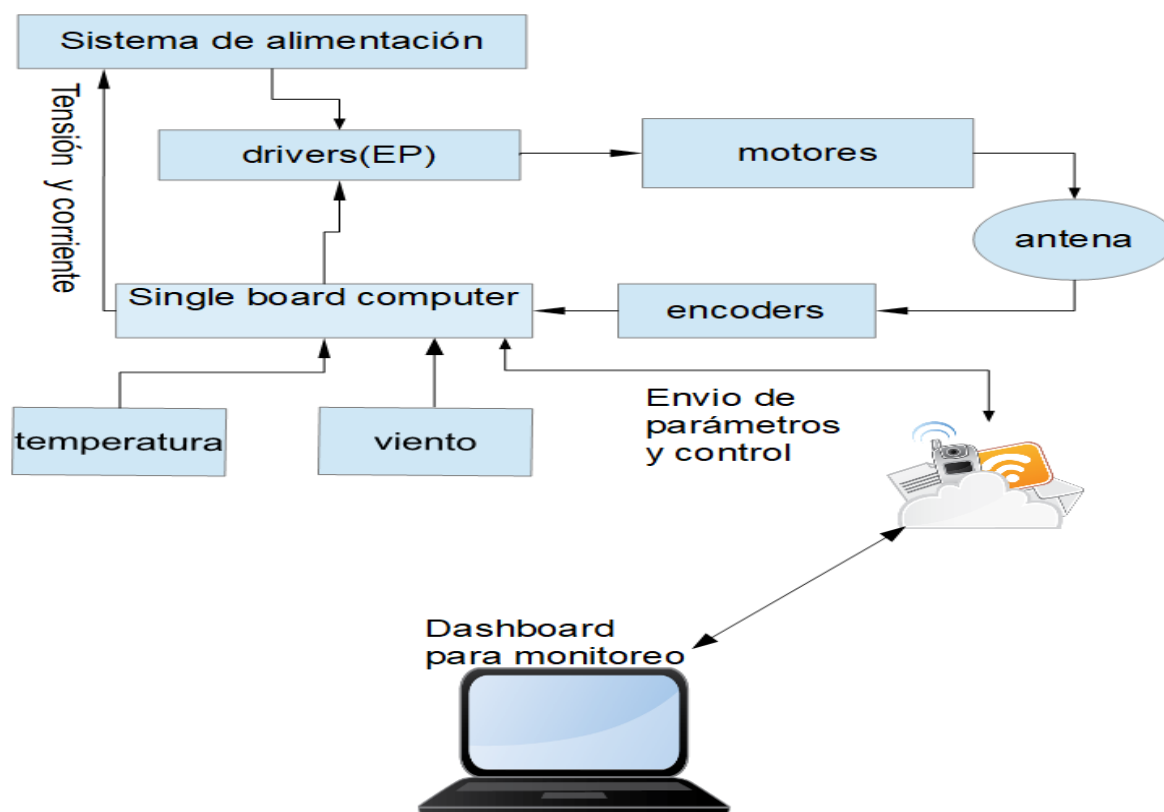 Sistema de alimentación
Tensión y corriente
drivers(EP)
motores
antena
Single board computer
encoders
temperatura
viento
Envio de
parámetros
y control
Dashboard
para monitoreo